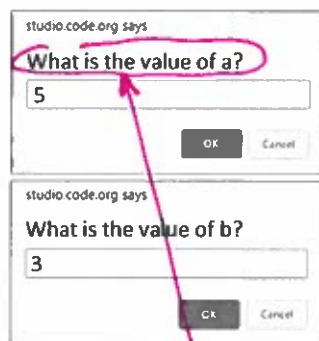 studio.code.org says
What is the value of a?
5
OK Cancel
studio.code.org says
What is the value of b?
3
OK Cancel